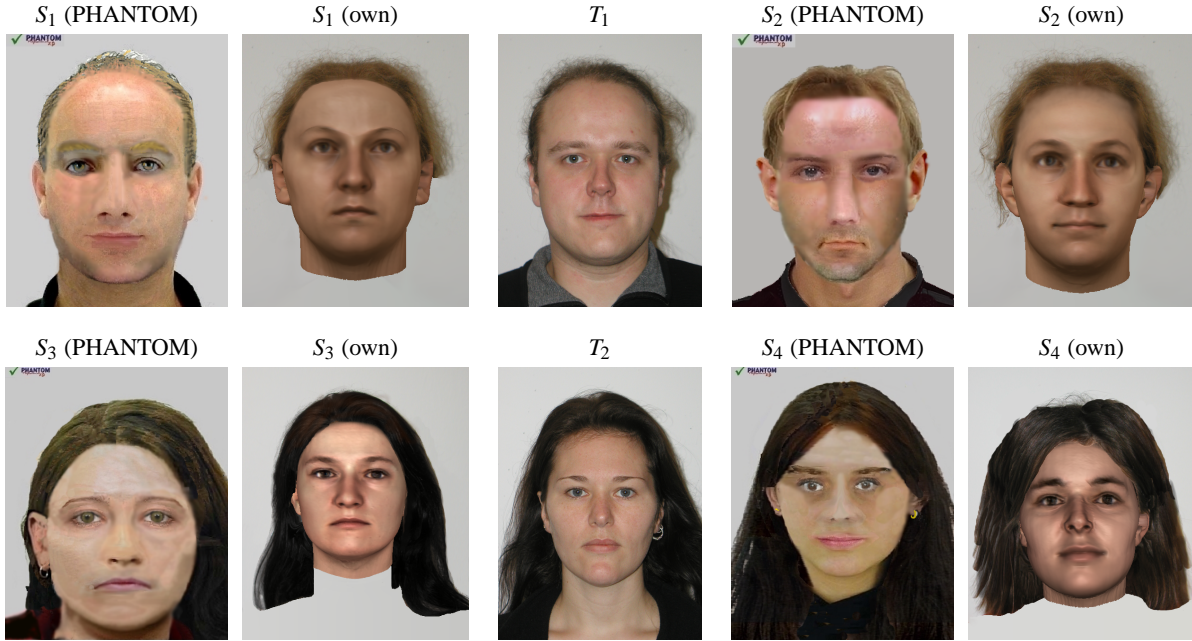 S1 (PHANTOM)
S1 (own)
T1
S2 (PHANTOM)
S2 (own)
PHANTOM
PHANTOM
S3 (PHANTOM)
S3 (own)
T2
S4 (PHANTOM)
S4 (own)
PHANTOM
PHANTOM